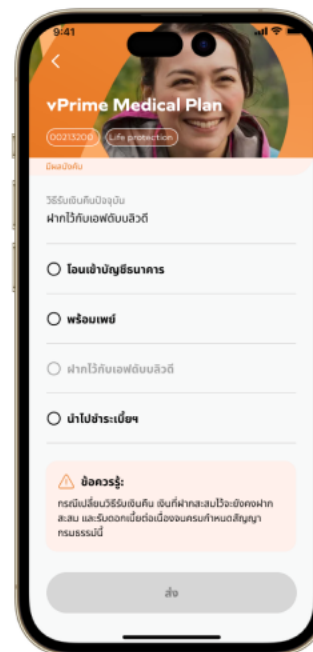 9:41
vPrime Medical Plan
00213200
Life protection
มีผลบังคับ
วิธีรับเงินคืนปัจจุบัน
ฝากไว้กับเอฟดับบลิวดี
โอนเข้าบัญชีธนาคาร
พร้อมเพย์
ฝากไว้กับเอฟดับบลิวดี
นำไปชำระเบี้ยฯ
ข้อควรรู้:
กรณีเปลี่ยนวิธีรับเงินคืน เงินที่ฝากสะสมไว้จะยังคงฝาก
สะสม และรับดอกเบี้ยต่อเนื่องจนครบกำหนดสัญญา
กรมธรรม์นี้
ส่ง